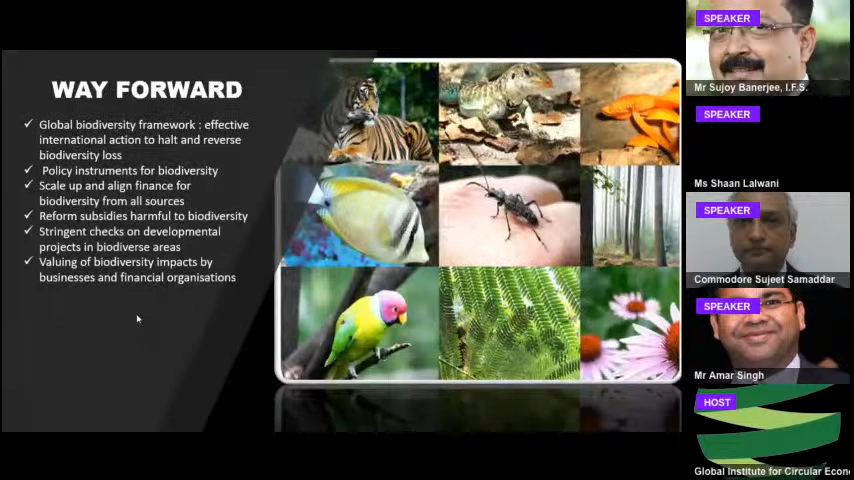 WAY FORWARD
✓ Global biodiversity framework : effective
international action to halt and reverse
biodiversity loss
✓ Policy instruments for biodiversity
✓ Scale up and align finance for
biodiversity from all sources
✓ Reform subsidies harmful to biodiversity
✓ Stringent checks on developmental
projects in biodiverse areas
✓ Valuing of biodiversity impacts by
businesses and financial organisations
SPEAKER
Mr Sujoy Banerjee, I.F.S.
SPEAKER
Ms Shaan Lalwani
SPEAKER
Commodore Sujeet Samaddar
SPEAKER
Mr Amar Singh
HOST
Global Institute for Circular Econ